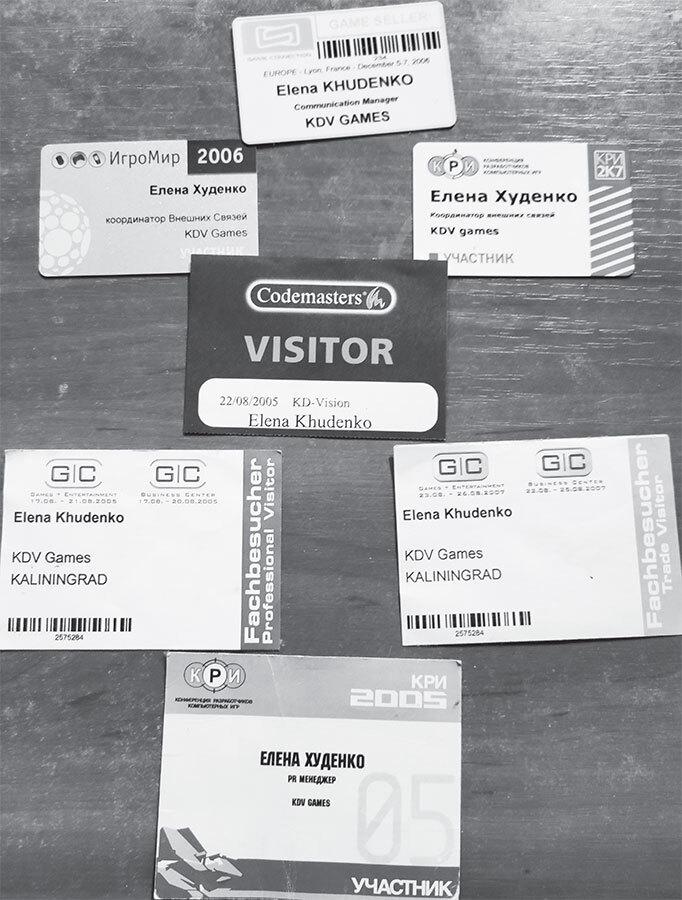 GAME SELLER
GAME CONNECTION
234
EUROPE - Lyon, France - December 5-7, 2006
Elena KHUDENKO
Communication Manager
KDV GAMES
ИгроМир 2006
Елена Худенко
координатор Внешних Связей
KDV Games
УЧАСТНИК
КРИ
КОНФЕРЕНЦИЯ
РАЗРАБОТЧИКОВ
КОМПЬЮТЕРНЫХ ИГР
КРИ
2K7
Елена Худенко
Координатор внешних связей
KDV games
УЧАСТНИК
Codemasters
VISITOR
22/08/2005 KD-Vision
Elena Khudenko
GC
GAMES + ENTERTAINMENT
17.08. - 21.08.2005
GC
BUSINESS CENTER
17.08. - 20.08.2005
Elena Khudenko
KDV Games
KALININGRAD
2575284
Fachbesucher
Professional Visitor
GC
GAMES + ENTERTAINMENT
23.08. - 26.08.2007
GC
BUSINESS CENTER
22.08. - 25.08.2007
Elena Khudenko
KDV Games
KALININGRAD
2575284
Fachbesucher
Trade Visitor
КРИ
КОНФЕРЕНЦИЯ РАЗРАБОТЧИКОВ
КОМПЬЮТЕРНЫХ ИГР
КРИ
2005
ЕЛЕНА ХУДЕНКО
PR МЕНЕДЖЕР
KDV GAMES
05
УЧАСТНИК